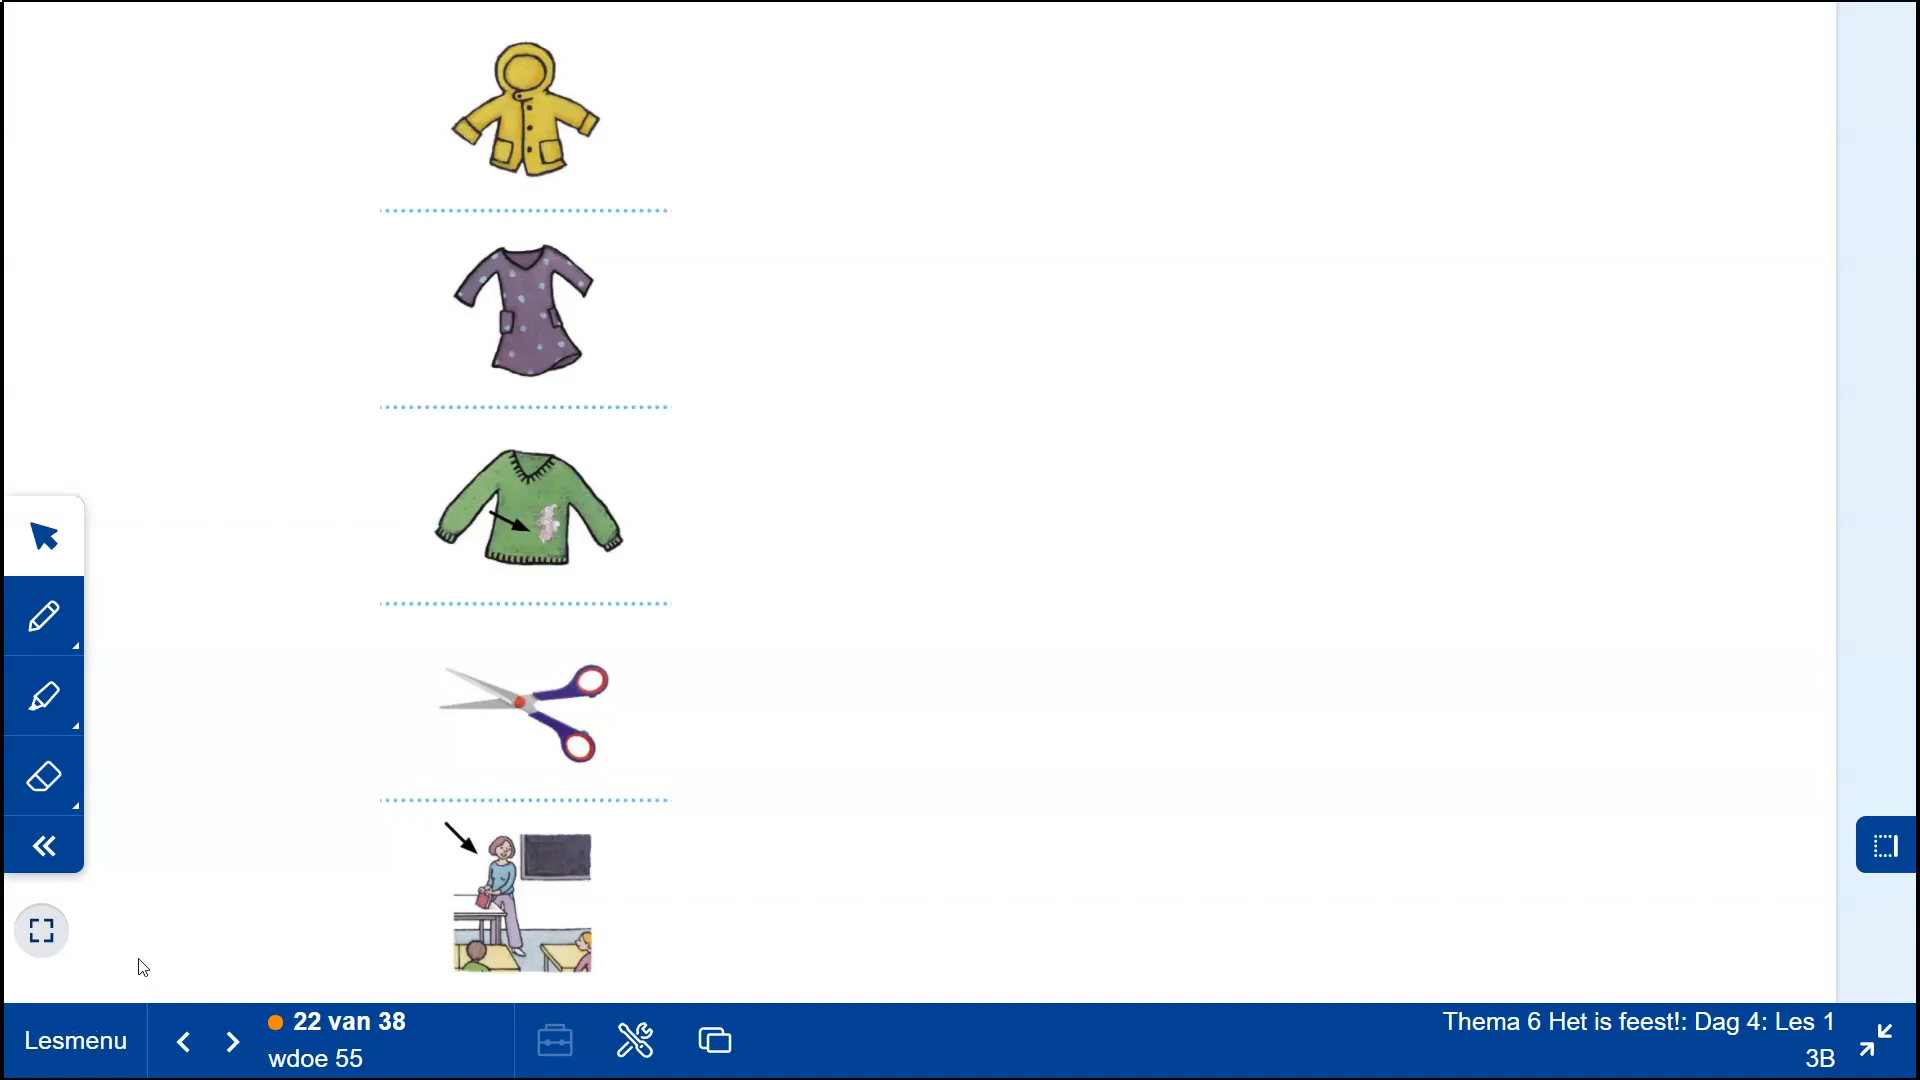 Lesmenu
22 van 38
wdoe 55
Thema 6 Het is feest!: Dag 4: Les 1
3B